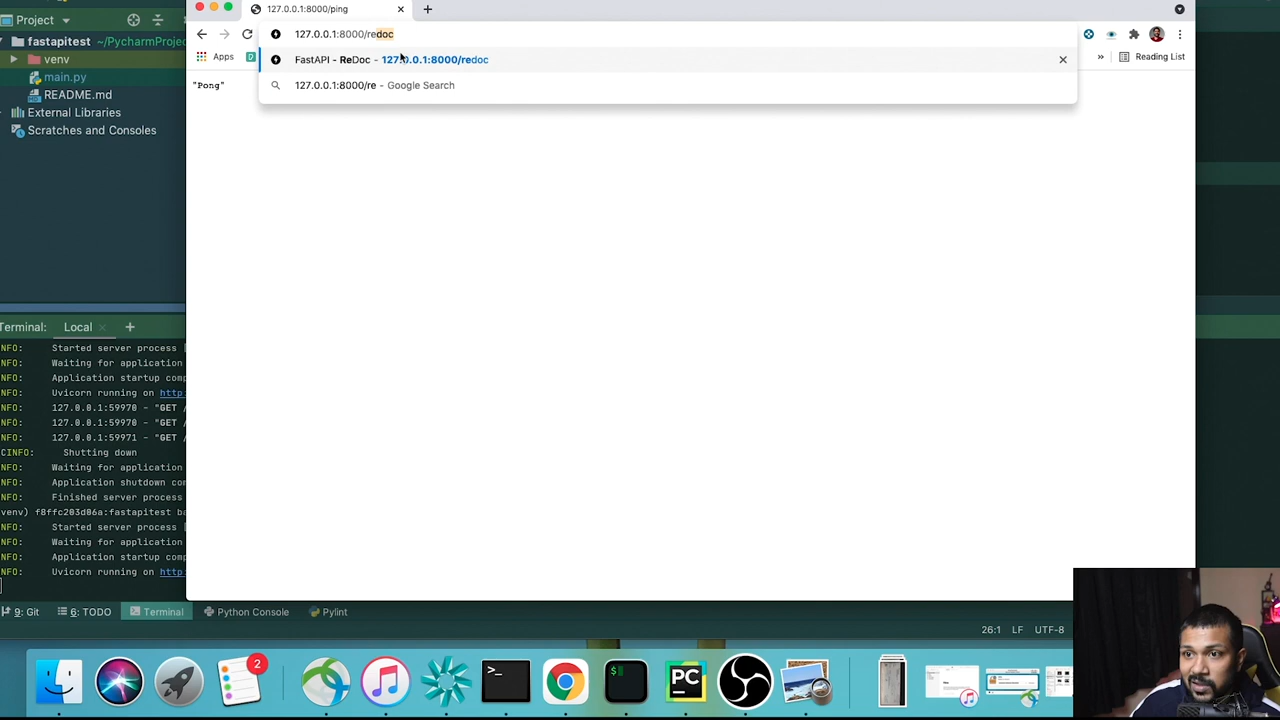 Project
fastapitest ~/PycharmProjects
venv
main.py
README.md
External Libraries
Scratches and Consoles
127.0.0.1:8000/ping
127.0.0.1:8000/redoc
FastAPI - ReDoc - 127.0.0.1:8000/redoc
127.0.0.1:8000/re - Google Search
Apps
Reading List
"Pong"
Terminal: Local
NFO: Started server process [
NFO: Waiting for application
NFO: Application startup comp
NFO: Uvicorn running on http:
NFO: 127.0.0.1:59970 - "GET /
NFO: 127.0.0.1:59970 - "GET /
NFO: 127.0.0.1:59971 - "GET /
CINFO: Shutting down
NFO: Waiting for application
NFO: Application shutdown com
NFO: Finished server process
venv) f8ffc203d06a:fastapitest ba
NFO: Started server process [
NFO: Waiting for application
NFO: Application startup comp
NFO: Uvicorn running on http:
9: Git
6: TODO
Terminal
Python Console
Pylint
26:1 LF UTF-8
2
PC